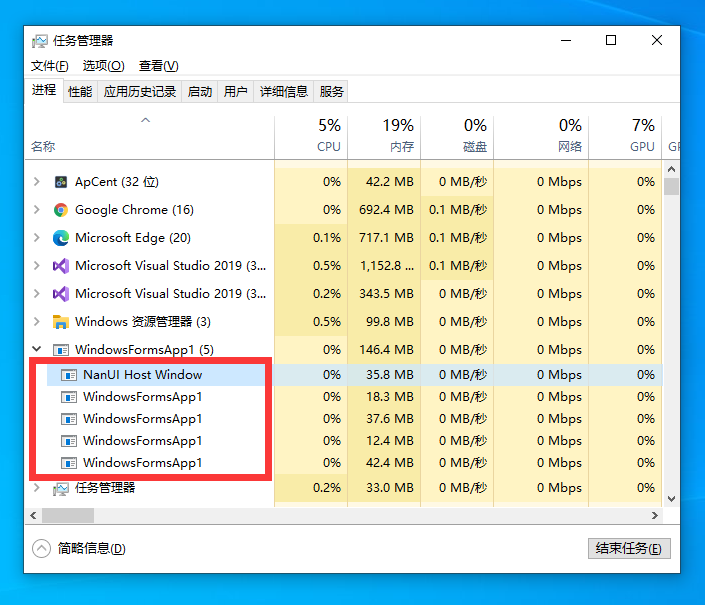 任务管理器
文件(F) 选项(O) 查看(V)
进程 性能 应用历史记录 启动 用户 详细信息 服务
5% 19% 0% 0% 7%
名称 CPU 内存 磁盘 网络 GPU GP
ApCent (32 位) 0% 42.2 MB 0 MB/秒 0 Mbps 0%
Google Chrome (16) 0% 692.4 MB 0.1 MB/秒 0 Mbps 0%
Microsoft Edge (20) 0.1% 717.1 MB 0.1 MB/秒 0 Mbps 0%
Microsoft Visual Studio 2019 (3... 0.5% 1,152.8 ... 0.1 MB/秒 0 Mbps 0%
Microsoft Visual Studio 2019 (3... 0.2% 343.5 MB 0 MB/秒 0 Mbps 0%
Windows 资源管理器 (3) 0.5% 99.8 MB 0 MB/秒 0 Mbps 0%
WindowsFormsApp1 (5) 0% 146.4 MB 0 MB/秒 0 Mbps 0%
NanUI Host Window 0% 35.8 MB 0 MB/秒 0 Mbps 0%
WindowsFormsApp1 0% 18.3 MB 0 MB/秒 0 Mbps 0%
WindowsFormsApp1 0% 37.6 MB 0 MB/秒 0 Mbps 0%
WindowsFormsApp1 0% 12.4 MB 0 MB/秒 0 Mbps 0%
WindowsFormsApp1 0% 42.4 MB 0 MB/秒 0 Mbps 0%
任务管理器 0.2% 33.0 MB 0 MB/秒 0 Mbps 0%
简略信息(D) 结束任务(E)